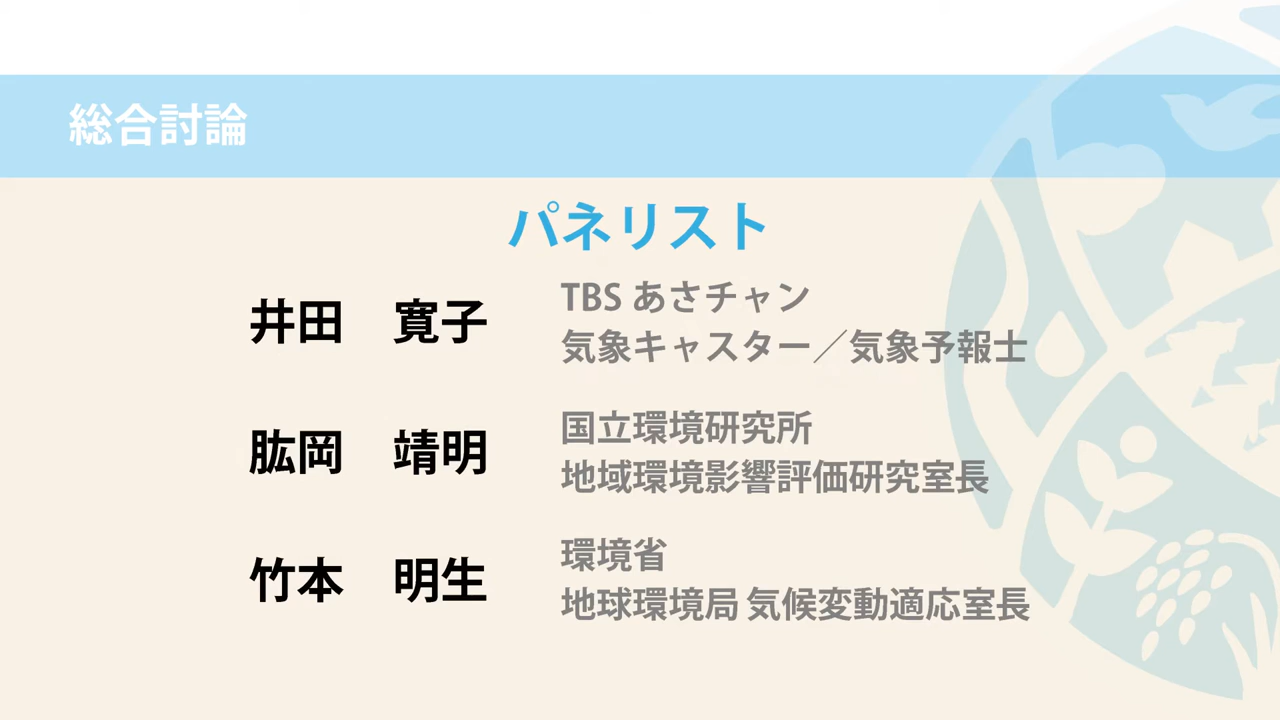 総合討論
パネリスト
井田 寛子
TBS あさチャン
気象キャスター／気象予報士
肱岡 靖明
国立環境研究所
地域環境影響評価研究室長
竹本 明生
環境省
地球環境局 気候変動適応室長